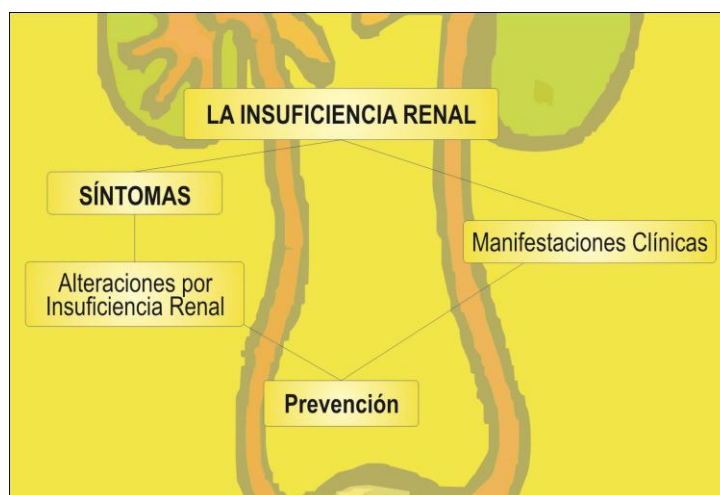 LA INSUFICIENCIA RENAL
SÍNTOMAS
Manifestaciones Clínicas
Alteraciones por
Insuficiencia Renal
Prevención